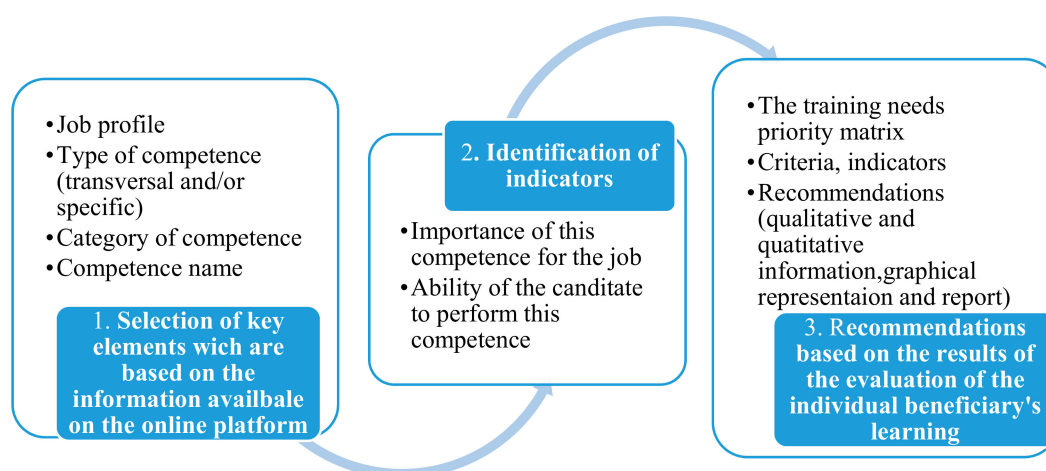 •Job profile
•Type of competence
(transversal and/or
specific)
•Category of competence
•Competence name
1. Selection of key
elements wich are
based on the
information availbale
on the online platform
2. Identification of
indicators
•Importance of this
competence for the job
•Ability of the canditate
to perform this
competence
•The training needs
priority matrix
•Criteria, indicators
•Recommendations
(qualitative and
quatitative
information,graphical
representaion and report)
3. Recommendations
based on the results of
the evaluation of the
individual beneficiary's
learning